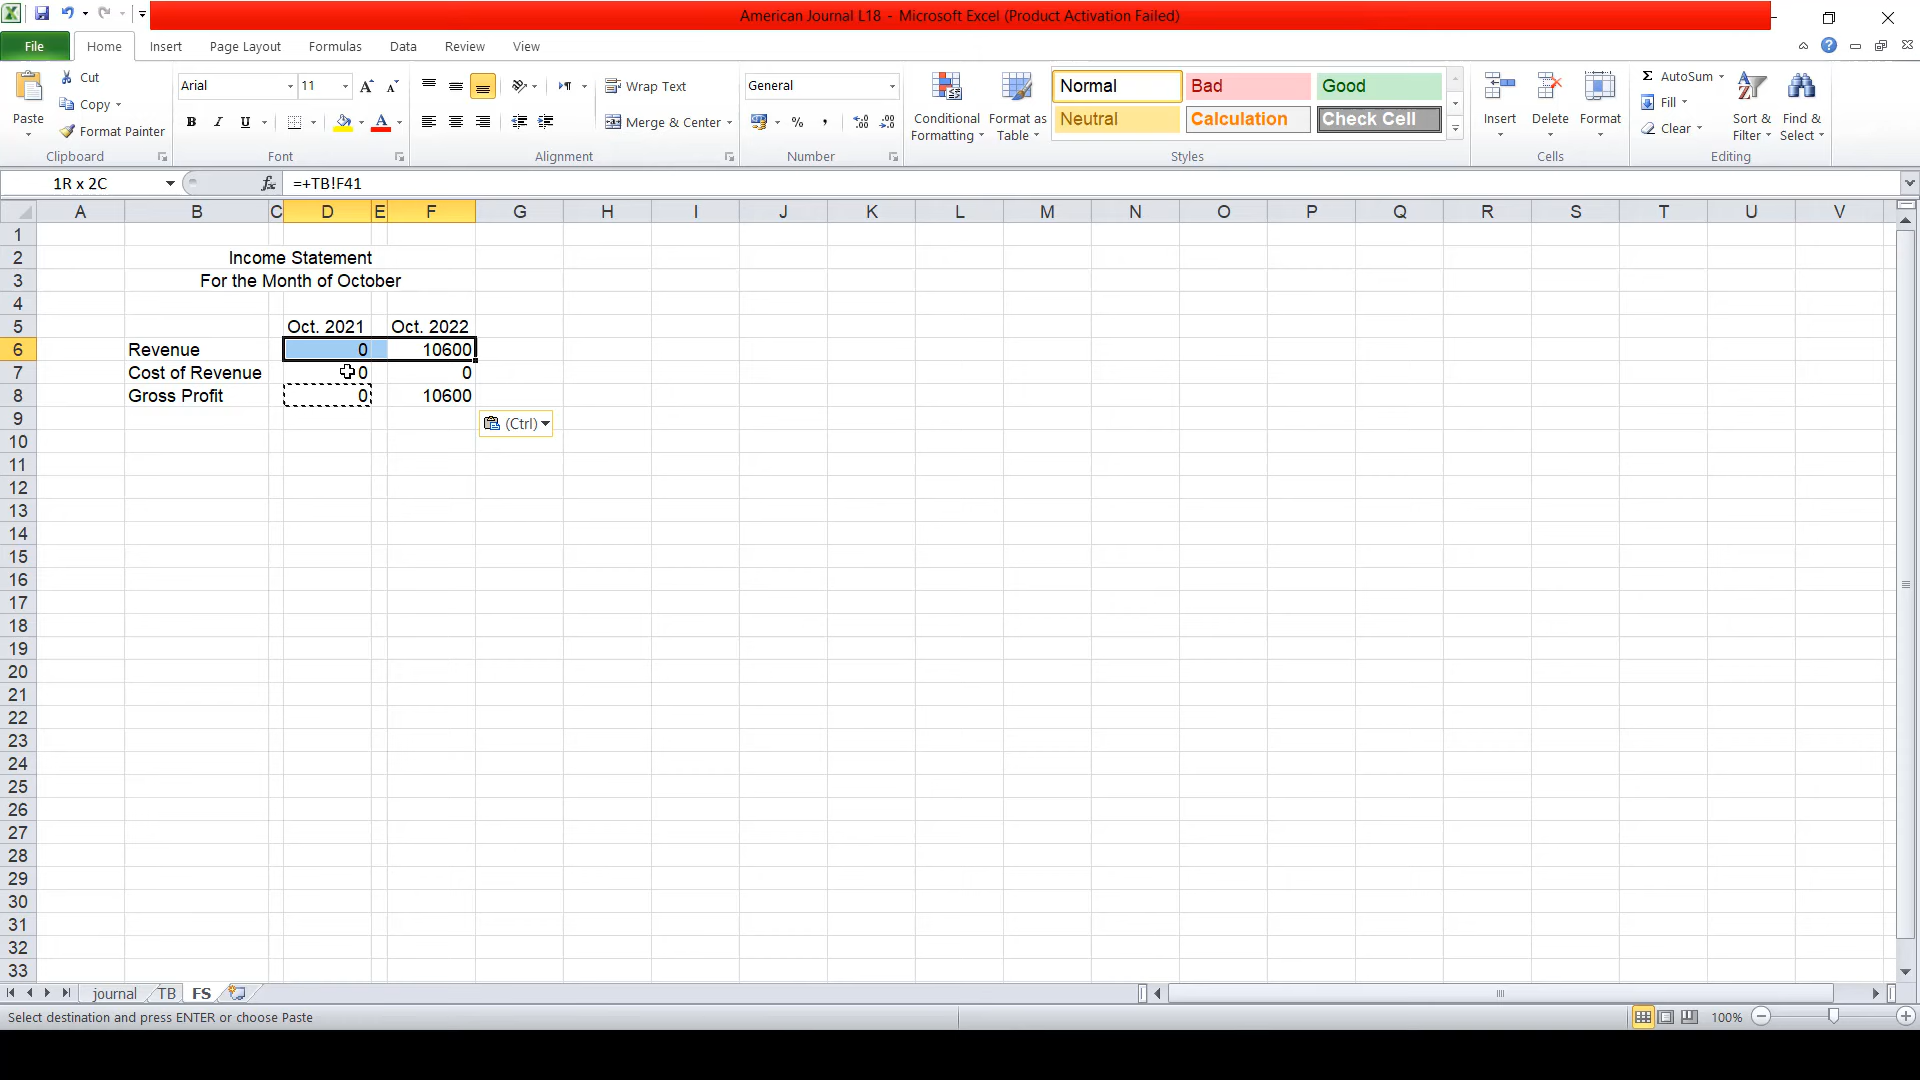 American Journal L18 - Microsoft Excel (Product Activation Failed)
File Home Insert Page Layout Formulas Data Review View
Paste
Cut
Copy
Format Painter
Clipboard
Arial 11
B I U
Font
Wrap Text
Merge & Center
Alignment
General
%
Number
Conditional Formatting
Format as Table
Normal Bad Good
Neutral Calculation Check Cell
Styles
Insert Delete Format
Cells
AutoSum
Fill
Clear
Sort & Filter
Find & Select
Editing
1R x 2C fx =+TB!F41
A B C D E F G H I J K L M N O P Q R S T U V
1
2 Income Statement
3 For the Month of October
4
5 Oct. 2021 Oct. 2022
6 Revenue 0 10600
7 Cost of Revenue 0 0
8 Gross Profit 0 10600
9 (Ctrl)
10
11
12
13
14
15
16
17
18
19
20
21
22
23
24
25
26
27
28
29
30
31
32
33
journal TB FS
Select destination and press ENTER or choose Paste 100%